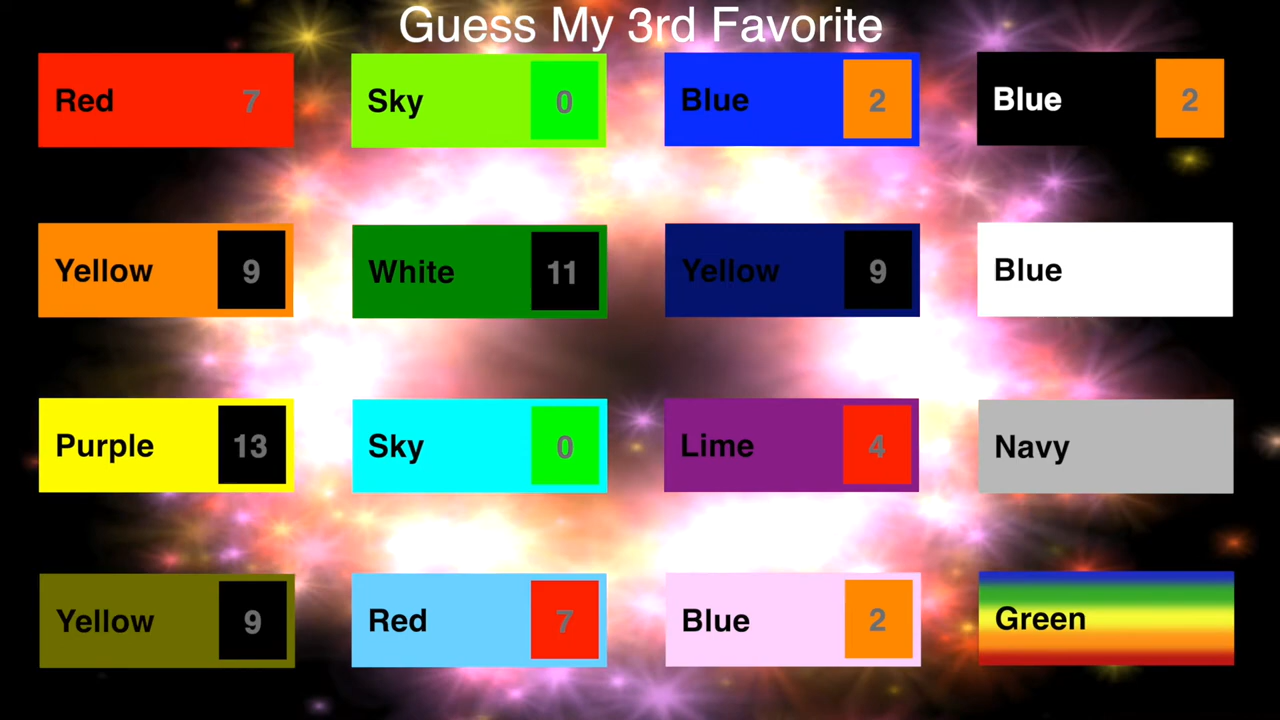 Guess My 3rd Favorite
Red 7
Sky 0
Blue 2
Blue 2
Yellow 9
White 11
Yellow 9
Blue
Purple 13
Sky 0
Lime 4
Navy
Yellow 9
Red 7
Blue 2
Green